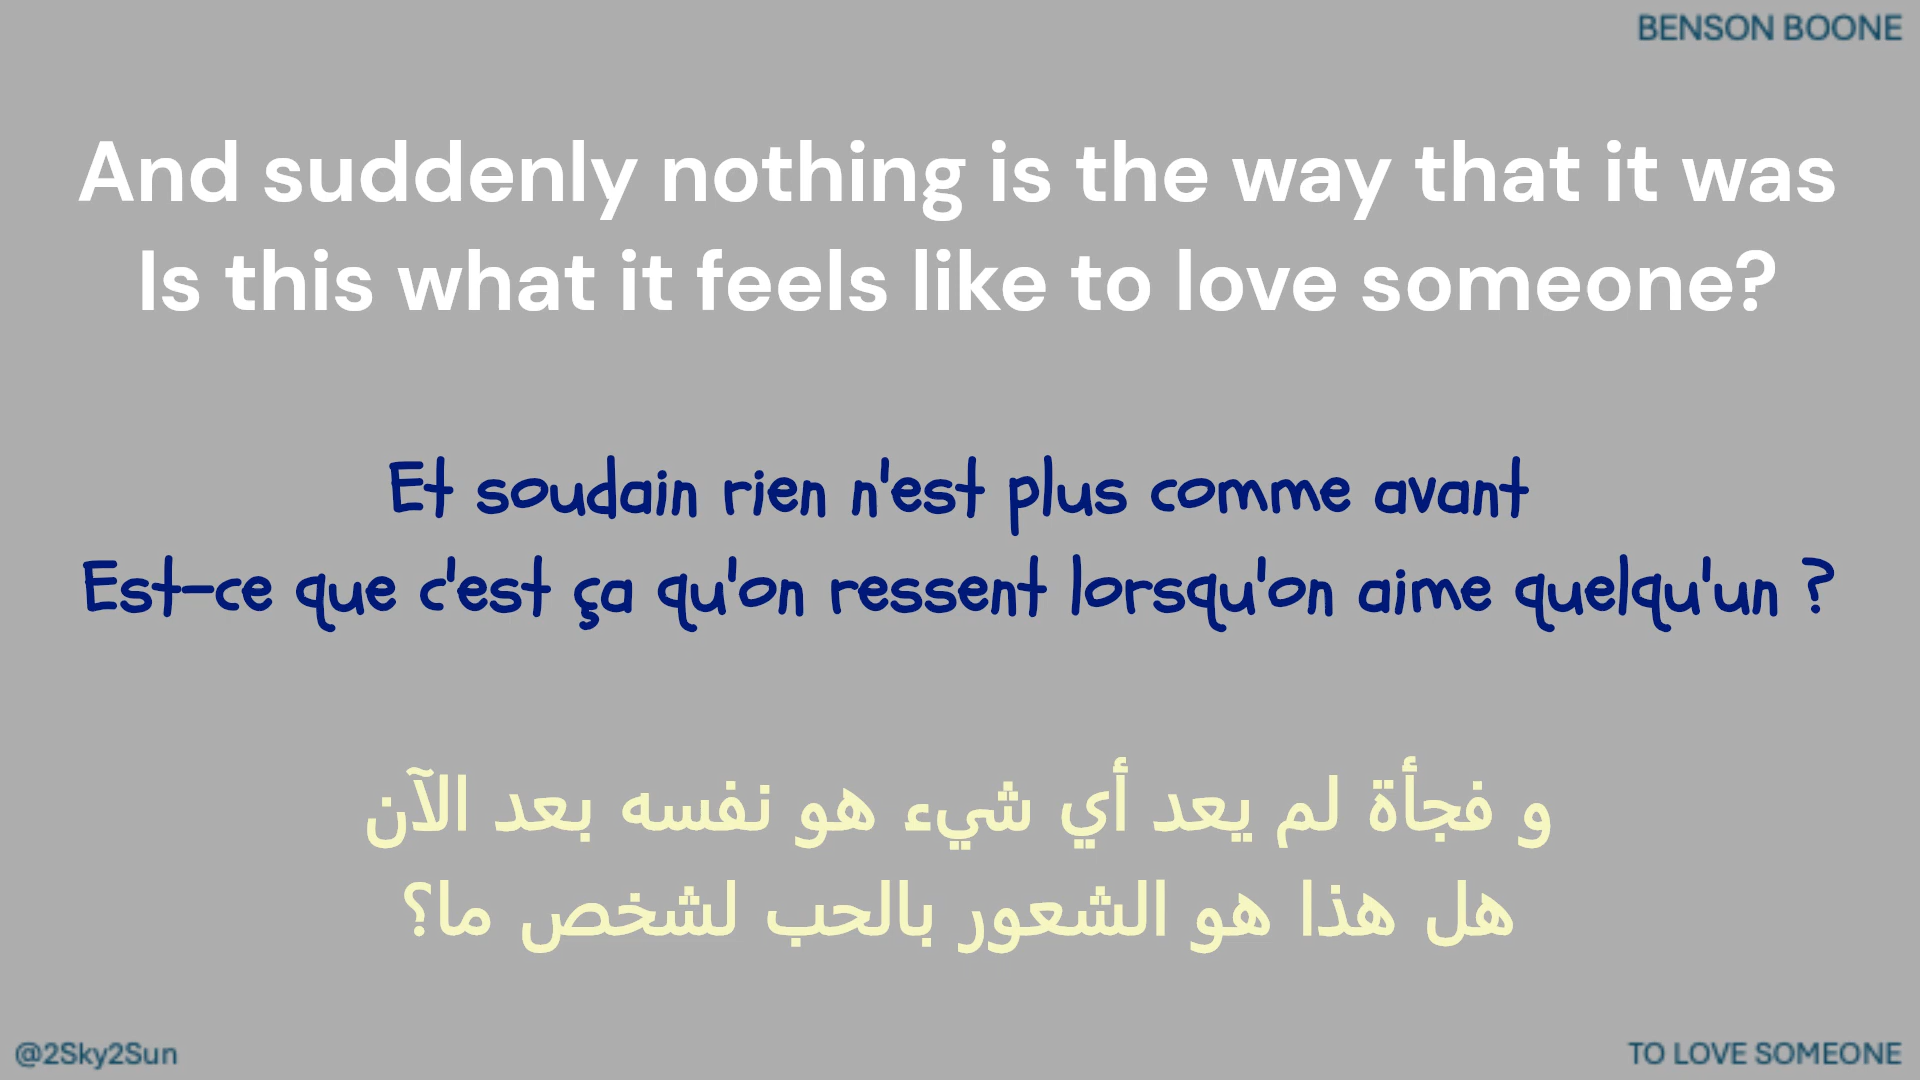 BENSON BOONE
And suddenly nothing is the way that it was
Is this what it feels like to love someone?
Et soudain rien n'est plus comme avant
Est-ce que c'est ça qu'on ressent lorsqu'on aime quelqu'un ?
و فجأة لم يعد أي شيء هو نفسه بعد الآن
هل هذا هو الشعور بالحب لشخص ما؟
@2Sky2Sun
TO LOVE SOMEONE